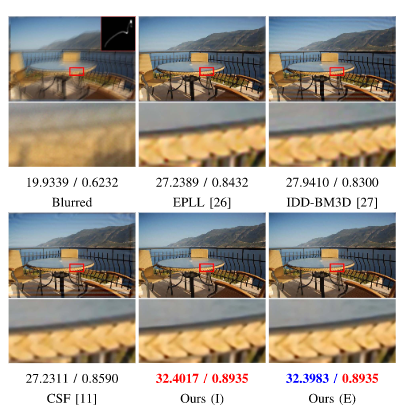 19.9339 / 0.6232
27.2389 / 0.8432
27.9410 / 0.8300
Blurred
EPLL [26]
IDD-BM3D [27]
27.2311 / 0.8590
32.4017 / 0.8935
32.3983 / 0.8935
CSF [11]
Ours (I)
Ours (E)